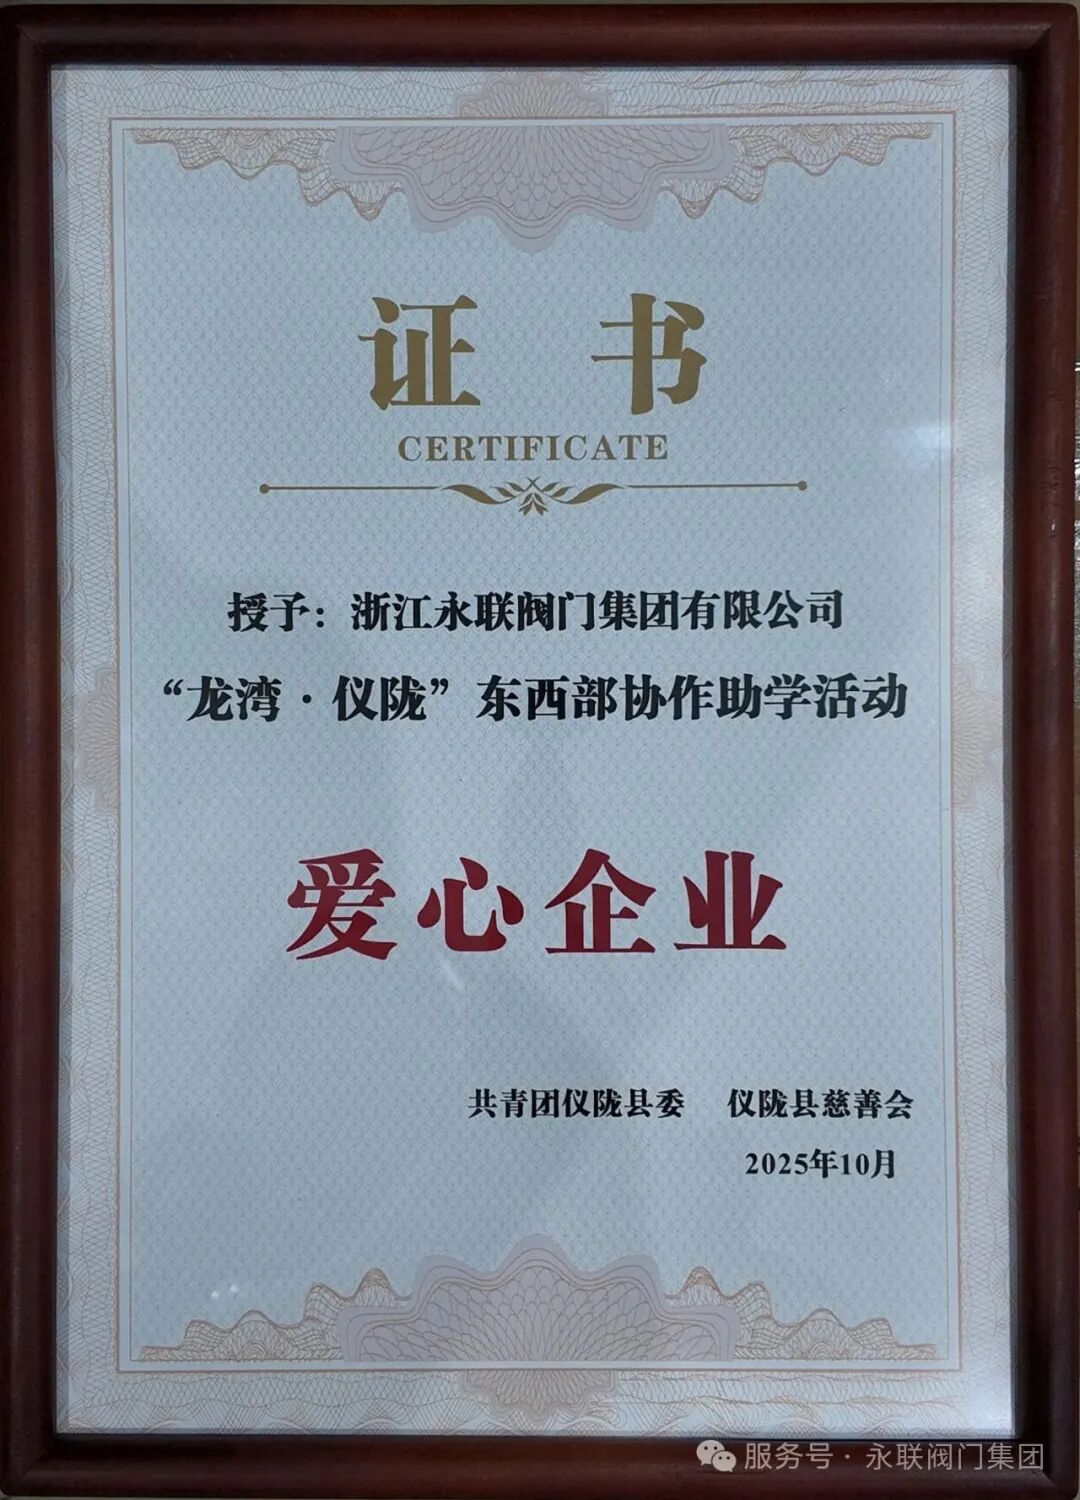 证 书
CERTIFICATE
授予：浙江永联阀门集团有限公司
“龙湾·仪陇”东西部协作助学活动
爱心企业
共青团仪陇县委 仪陇县慈善会
2025年10月
服务号·永联阀门集团